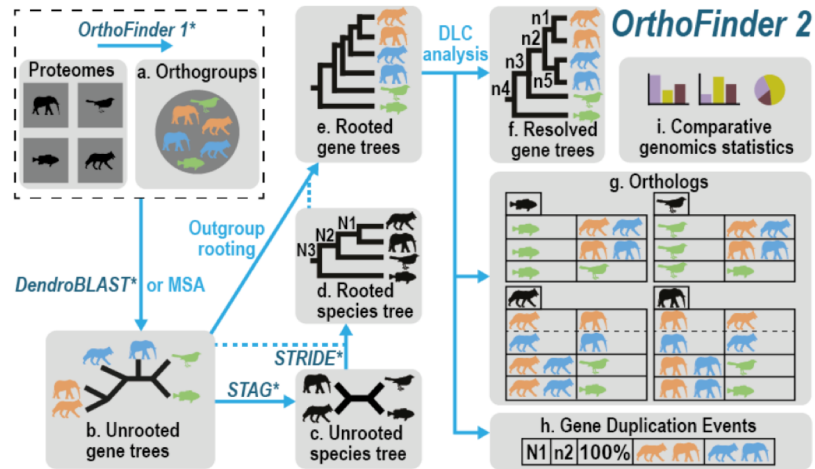 OrthoFinder 1*
Proteomes
a. Orthogroups
DLC
analysis
OrthoFinder 2
e. Rooted
gene trees
n1
n2
n3
n4
n5
f. Resolved
gene trees
i. Comparative
genomics statistics
Outgroup
rooting
N1
N2
N3
d. Rooted
species tree
g. Orthologs
DendroBLAST* or MSA
STRIDE*
STAG*
b. Unrooted
gene trees
c. Unrooted
species tree
h. Gene Duplication Events
N1 n2 100%